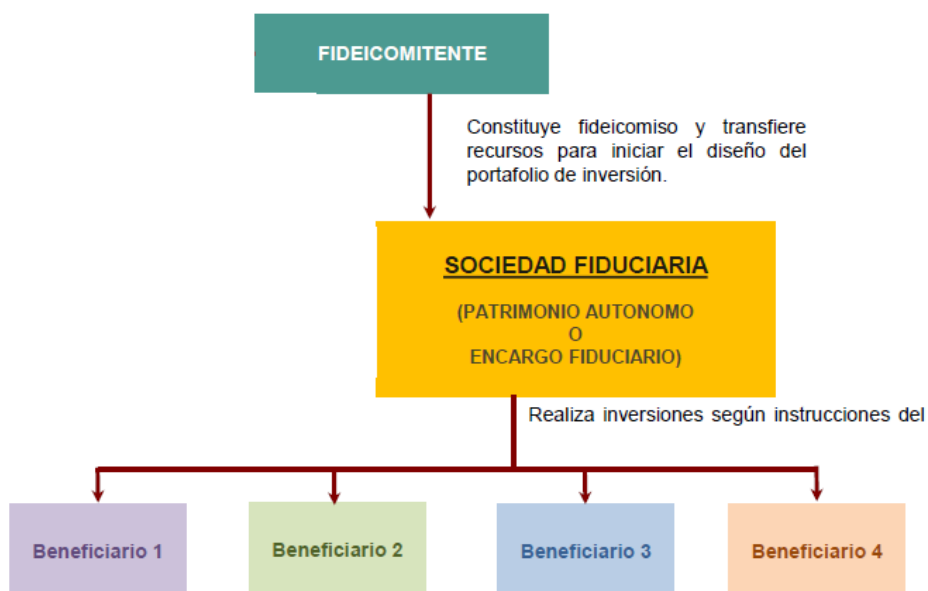 FIDEICOMITENTE
Constituye fideicomiso y transfiere
recursos para iniciar el diseño del
portafolio de inversión.
SOCIEDAD FIDUCIARIA
(PATRIMONIO AUTONOMO
O
ENCARGO FIDUCIARIO)
Realiza inversiones según instrucciones del
Beneficiario 1
Beneficiario 2
Beneficiario 3
Beneficiario 4